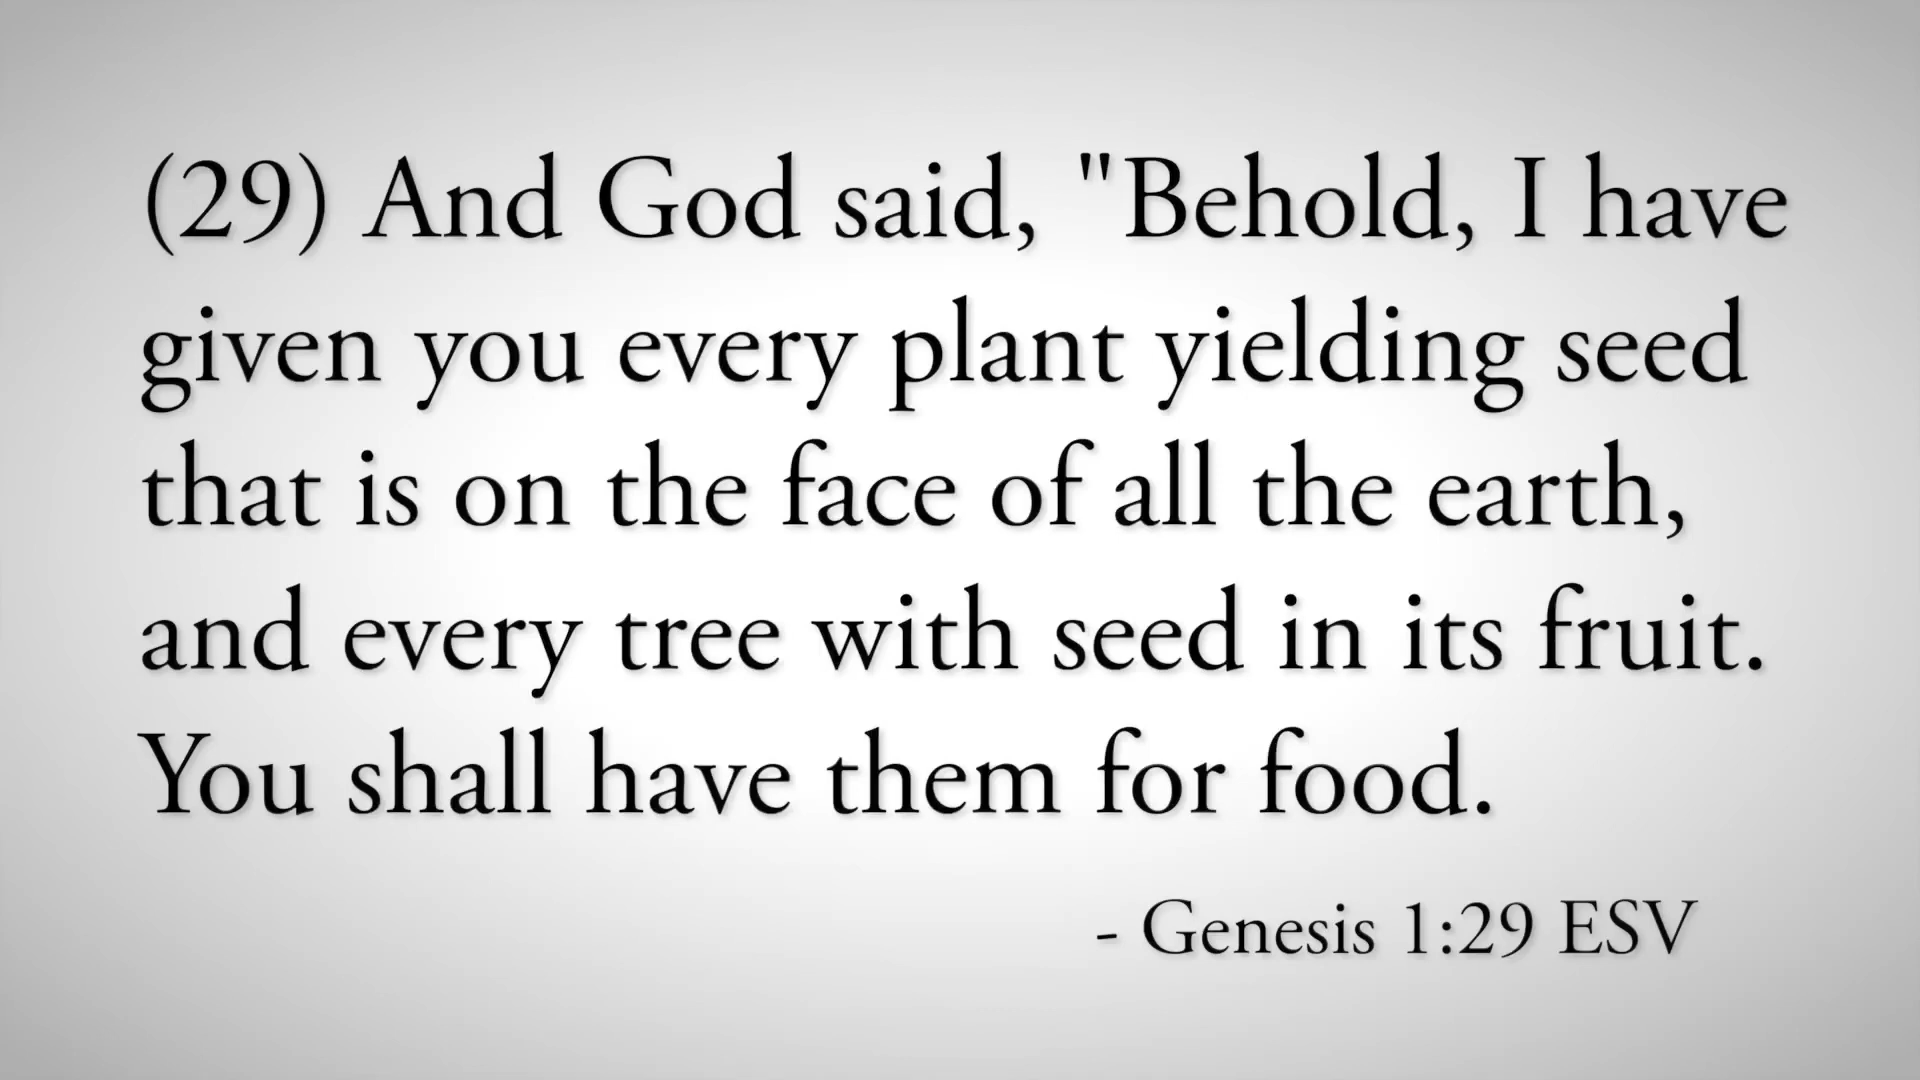 (29) And God said, "Behold, I have
given you every plant yielding seed
that is on the face of all the earth,
and every tree with seed in its fruit.
You shall have them for food.
- Genesis 1:29 ESV